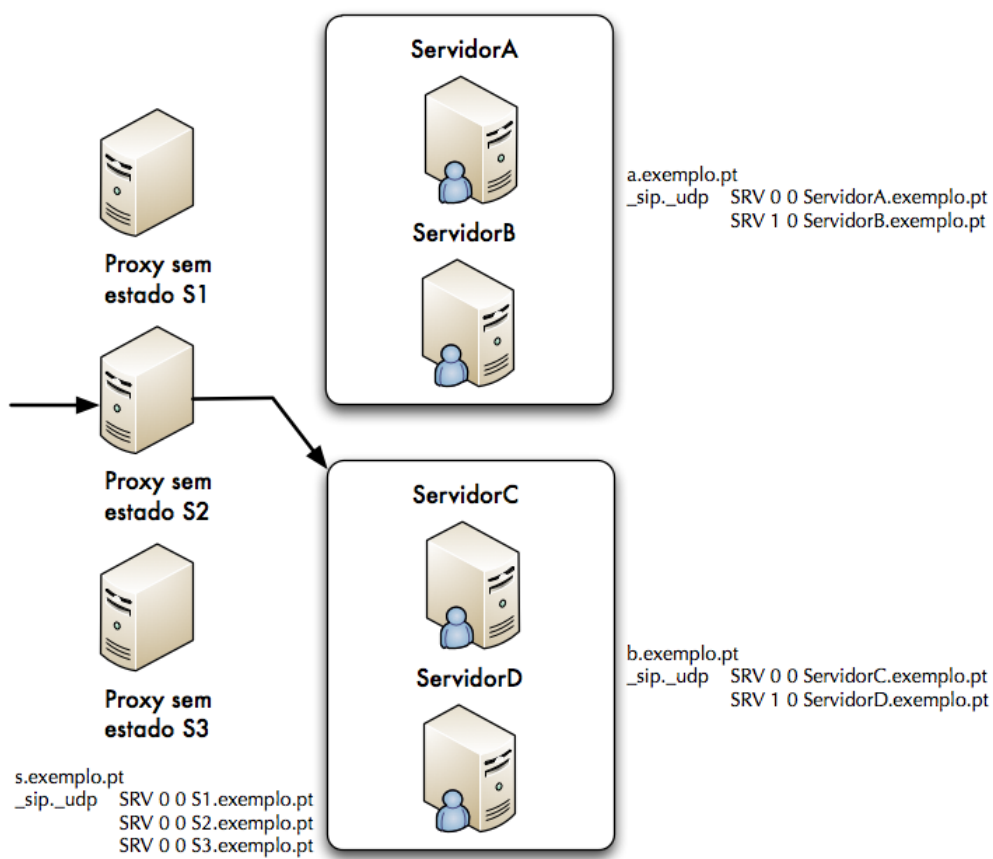 ServidorA
ServidorB
a.exemplo.pt
_sip._udp SRV 0 0 ServidorA.exemplo.pt
SRV 1 0 ServidorB.exemplo.pt
Proxy sem
estado S1
Proxy sem
estado S2
Proxy sem
estado S3
ServidorC
ServidorD
b.exemplo.pt
_sip._udp SRV 0 0 ServidorC.exemplo.pt
SRV 1 0 ServidorD.exemplo.pt
s.exemplo.pt
_sip._udp SRV 0 0 S1.exemplo.pt
SRV 0 0 S2.exemplo.pt
SRV 0 0 S3.exemplo.pt